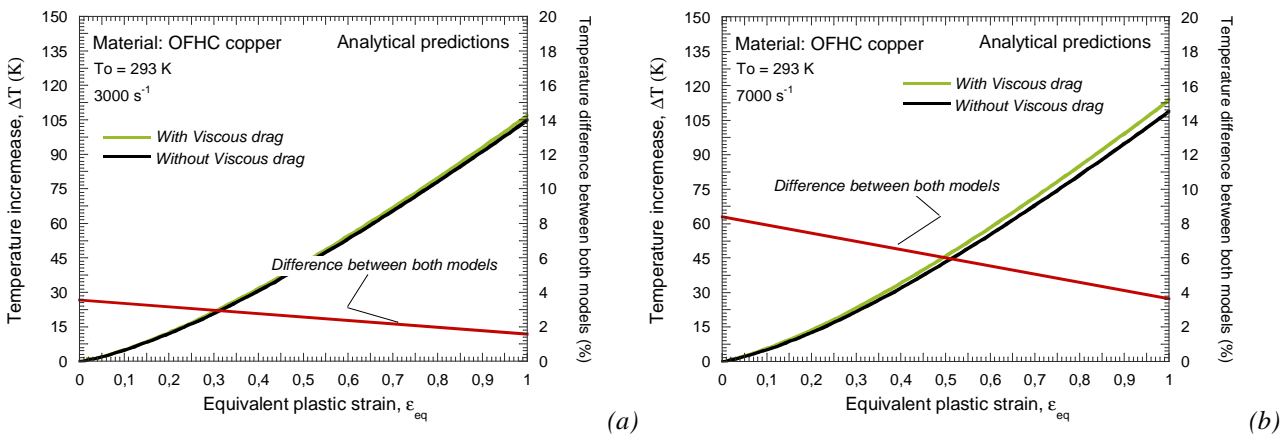 150
135
120
105
90
75
60
45
30
15
0
Temperature incremease, ΔT (K)
Material: OFHC copper
Analytical predictions
To = 293 K
3000 s-1
With Viscous drag
Without Viscous drag
Difference between both models
20
18
16
14
12
10
8
6
4
2
0
Temperature difference between both models (%)
0 0,1 0,2 0,3 0,4 0,5 0,6 0,7 0,8 0,9 1
Equivalent plastic strain, εeq
(a)
150
135
120
105
90
75
60
45
30
15
0
Temperature incremease, ΔT (K)
Material: OFHC copper
Analytical predictions
To = 293 K
7000 s-1
With Viscous drag
Without Viscous drag
Difference between both models
20
18
16
14
12
10
8
6
4
2
0
Temperature difference between both models (%)
0 0,1 0,2 0,3 0,4 0,5 0,6 0,7 0,8 0,9 1
Equivalent plastic strain, εeq
(b)